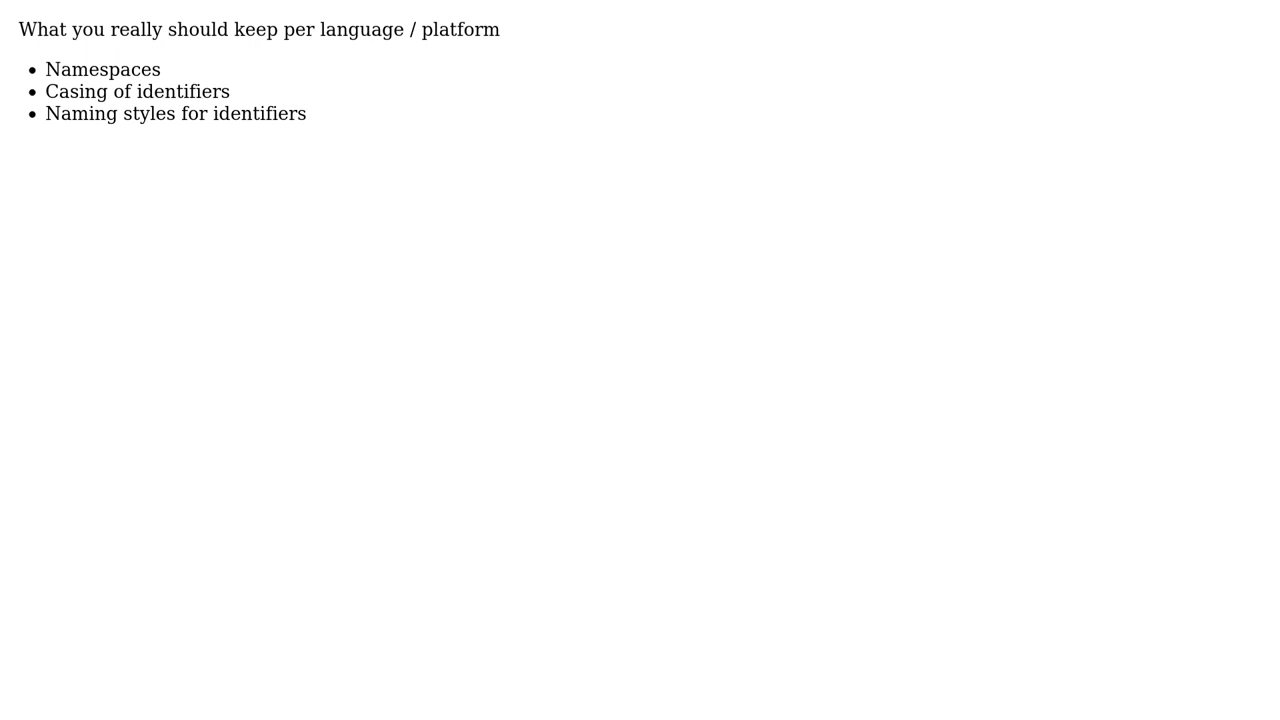 What you really should keep per language / platform
• Namespaces
• Casing of identifiers
• Naming styles for identifiers